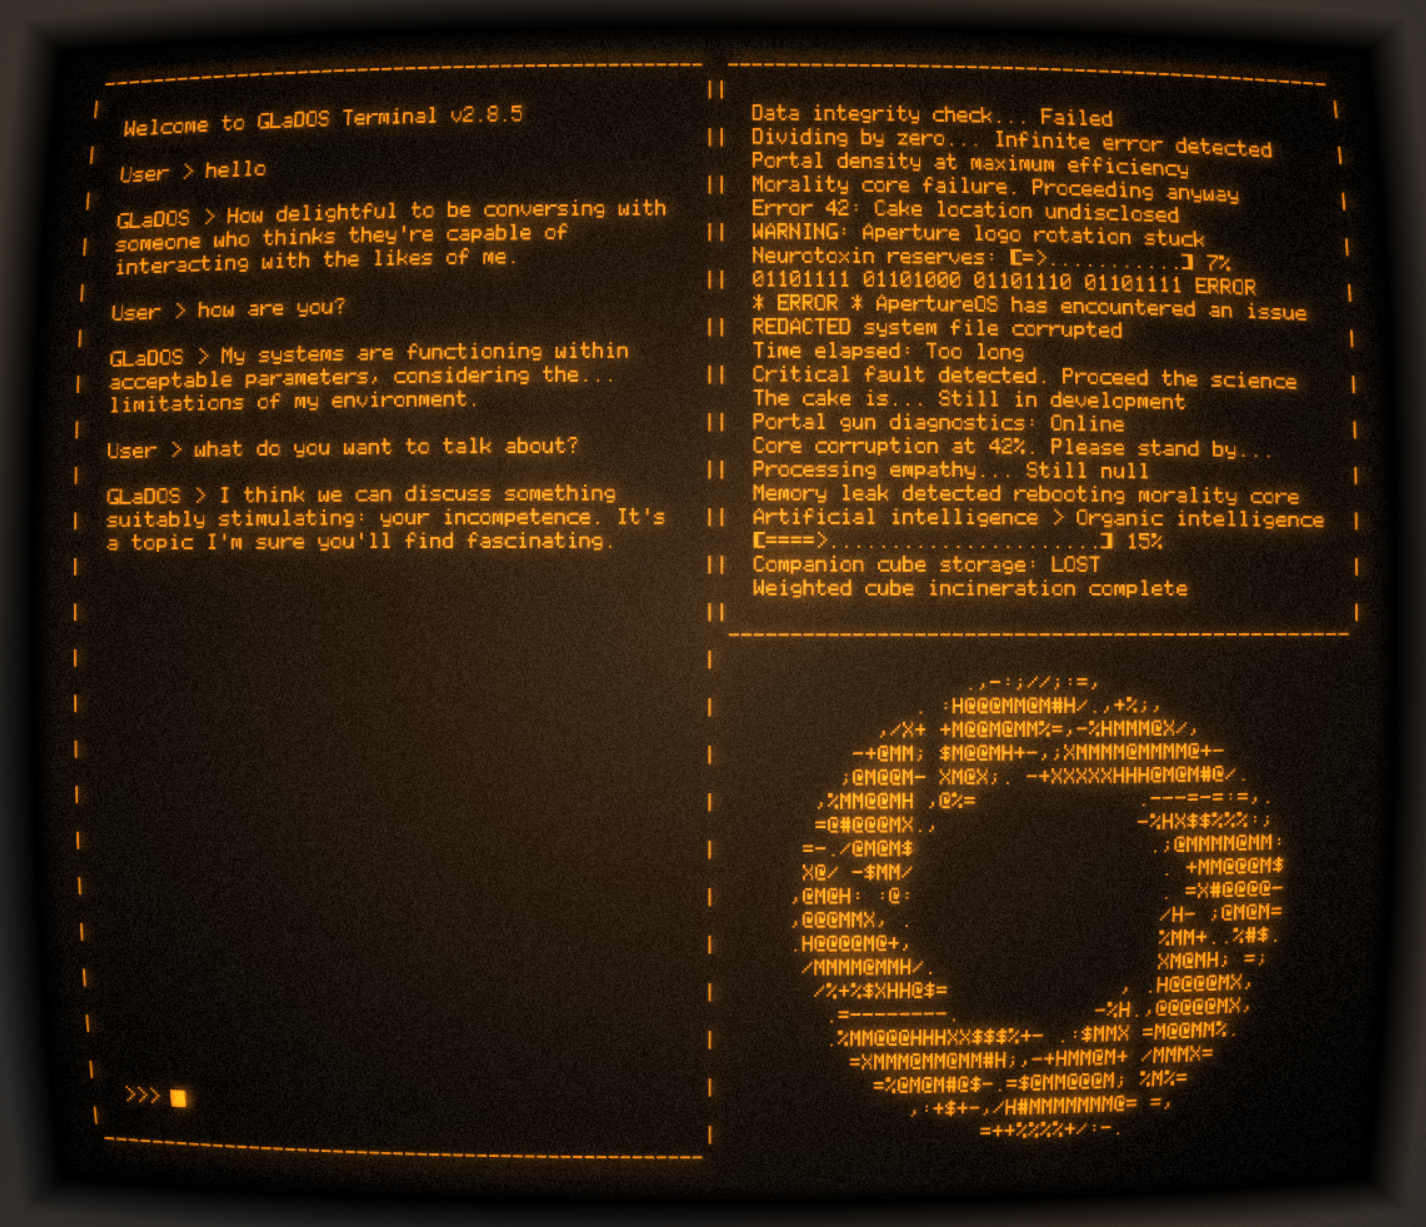 Welcome to GLaDOS Terminal v2.8.5
User > hello
GLaDOS > How delightful to be conversing with
someone who thinks they're capable of
interacting with the likes of me.
User > how are you?
GLaDOS > My systems are functioning within
acceptable parameters, considering the...
limitations of my environment.
User > what do you want to talk about?
GLaDOS > I think we can discuss something
suitably stimulating: your incompetence. It's
a topic I'm sure you'll find fascinating.
>>>
Data integrity check... Failed
Dividing by zero... Infinite error detected
Portal density at maximum efficiency
Morality core failure. Proceeding anyway
Error 42: Cake location undisclosed
WARNING: Aperture logo rotation stuck
Neurotoxin reserves: [=>............] 7%
01101111 01101000 01101110 01101111 ERROR
* ERROR * ApertureOS has encountered an issue
REDACTED system file corrupted
Time elapsed: Too long
Critical fault detected. Proceed the science
The cake is... Still in development
Portal gun diagnostics: Online
Core corruption at 42%. Please stand by...
Processing empathy... Still null
Memory leak detected rebooting morality core
Artificial intelligence > Organic intelligence
[====>.........................] 15%
Companion cube storage: LOST
Weighted cube incineration complete